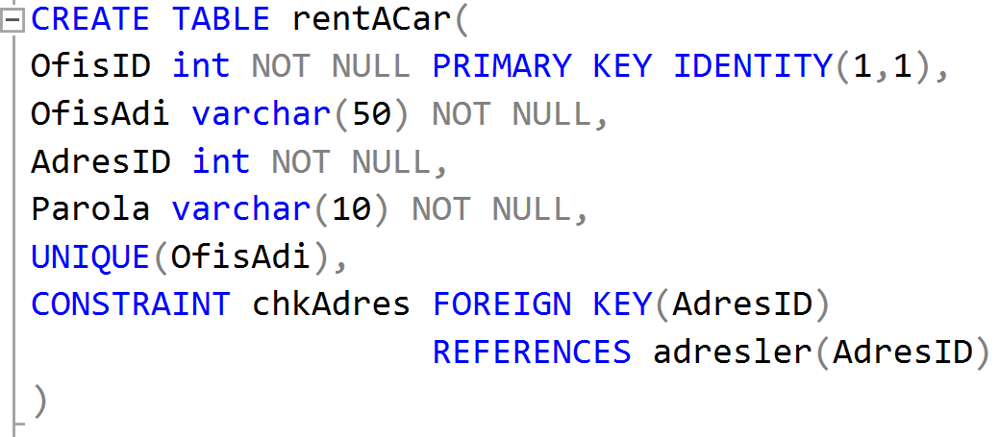 CREATE TABLE rentACar(
OfisID int NOT NULL PRIMARY KEY IDENTITY(1,1),
OfisAdi varchar(50) NOT NULL,
AdresID int NOT NULL,
Parola varchar(10) NOT NULL,
UNIQUE(OfisAdi),
CONSTRAINT chkAdres FOREIGN KEY(AdresID)
REFERENCES adresler(AdresID)
)